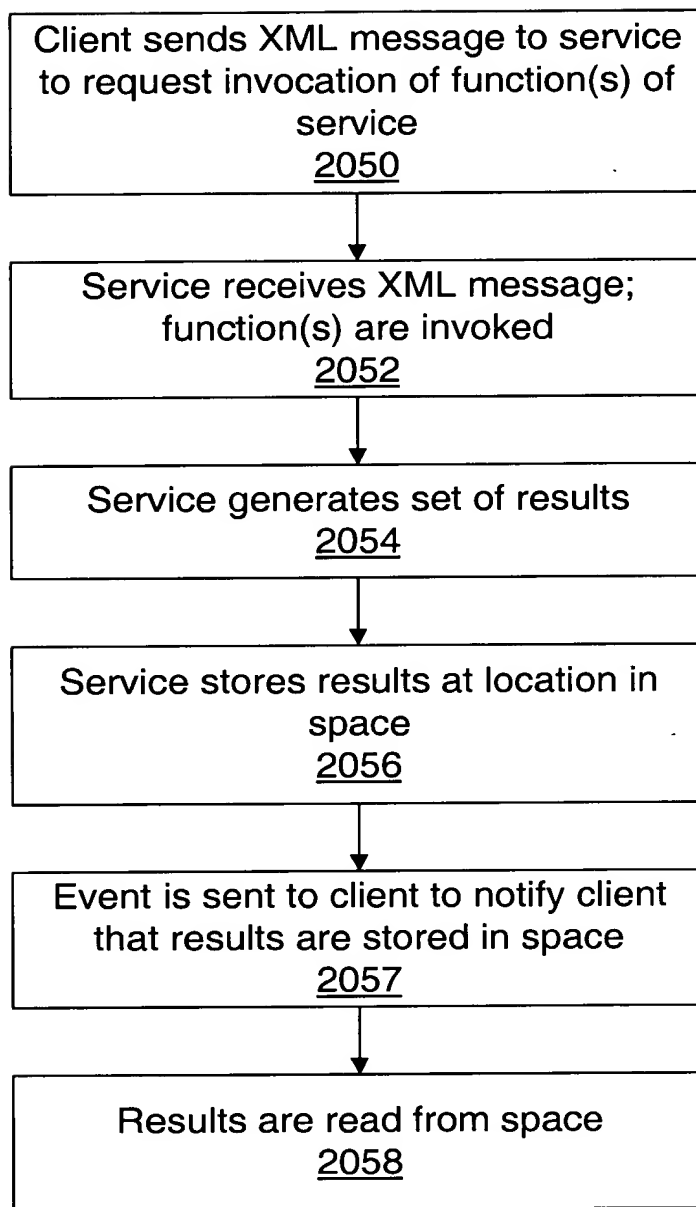 Client sends XML message to service
to request invocation of function(s) of
service
2050
Service receives XML message;
function(s) are invoked
2052
Service generates set of results
2054
Service stores results at location in
space
2056
Event is sent to client to notify client
that results are stored in space
2057
Results are read from space
2058